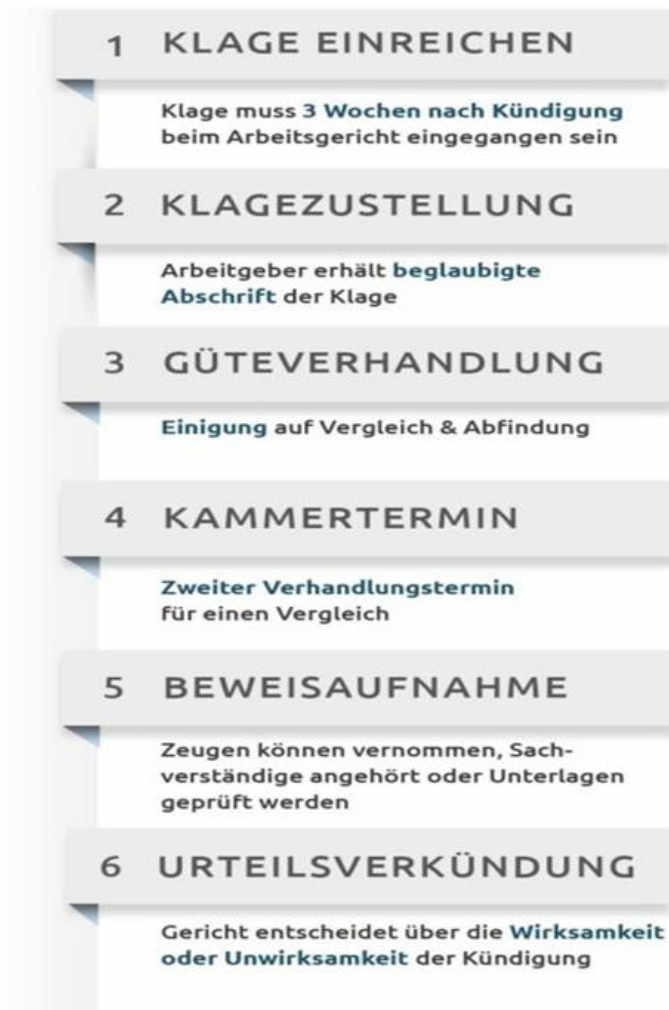 1 KLAGE EINREICHEN
Klage muss 3 Wochen nach Kündigung
beim Arbeitsgericht eingegangen sein
2 KLAGEZUSTELLUNG
Arbeitgeber erhält beglaubigte
Abschrift der Klage
3 GÜTEVERHANDLUNG
Einigung auf Vergleich & Abfindung
4 KAMMERTERMIN
Zweiter Verhandlungstermin
für einen Vergleich
5 BEWEISAUFNAHME
Zeugen können vernommen, Sach-
verständige angehört oder Unterlagen
geprüft werden
6 URTEILSVERKÜNDUNG
Gericht entscheidet über die Wirksamkeit
oder Unwirksamkeit der Kündigung